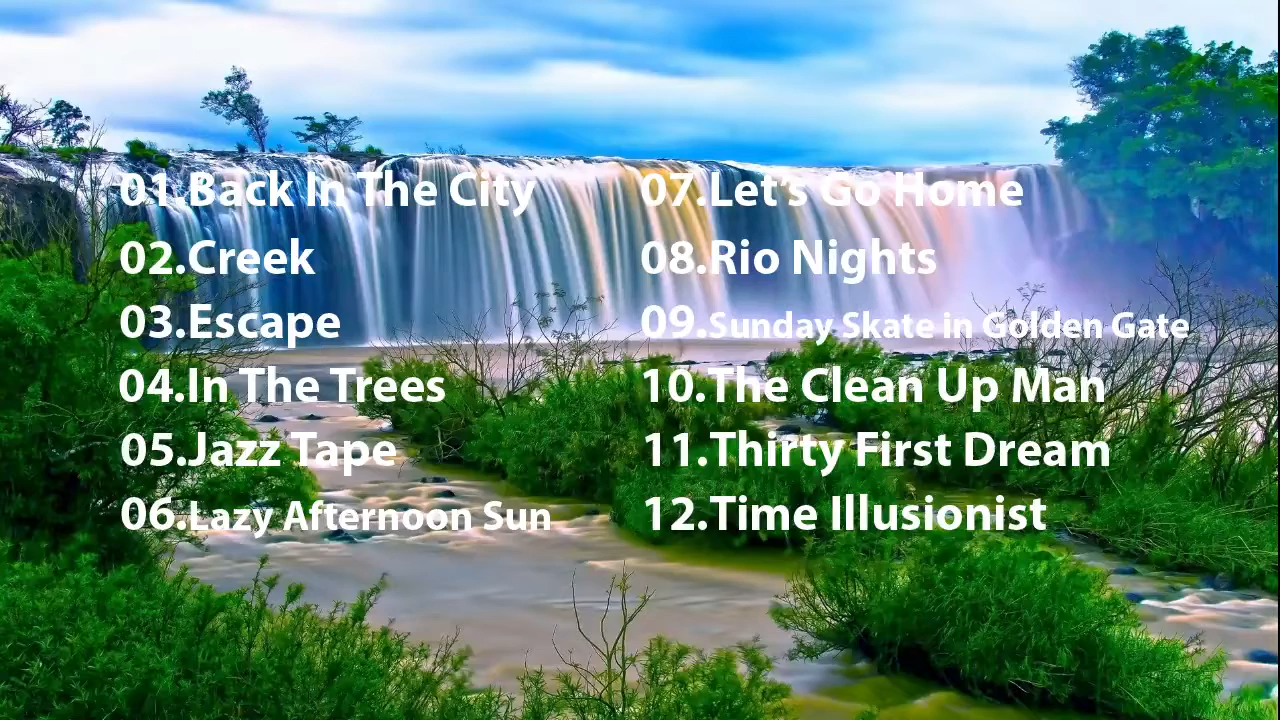 01.Back In The City
02.Creek
03.Escape
04.In The Trees
05.Jazz Tape
06.Lazy Afternoon Sun
07.Let's Go Home
08.Rio Nights
09.Sunday Skate in Golden Gate
10.The Clean Up Man
11.Thirty First Dream
12.Time Illusionist